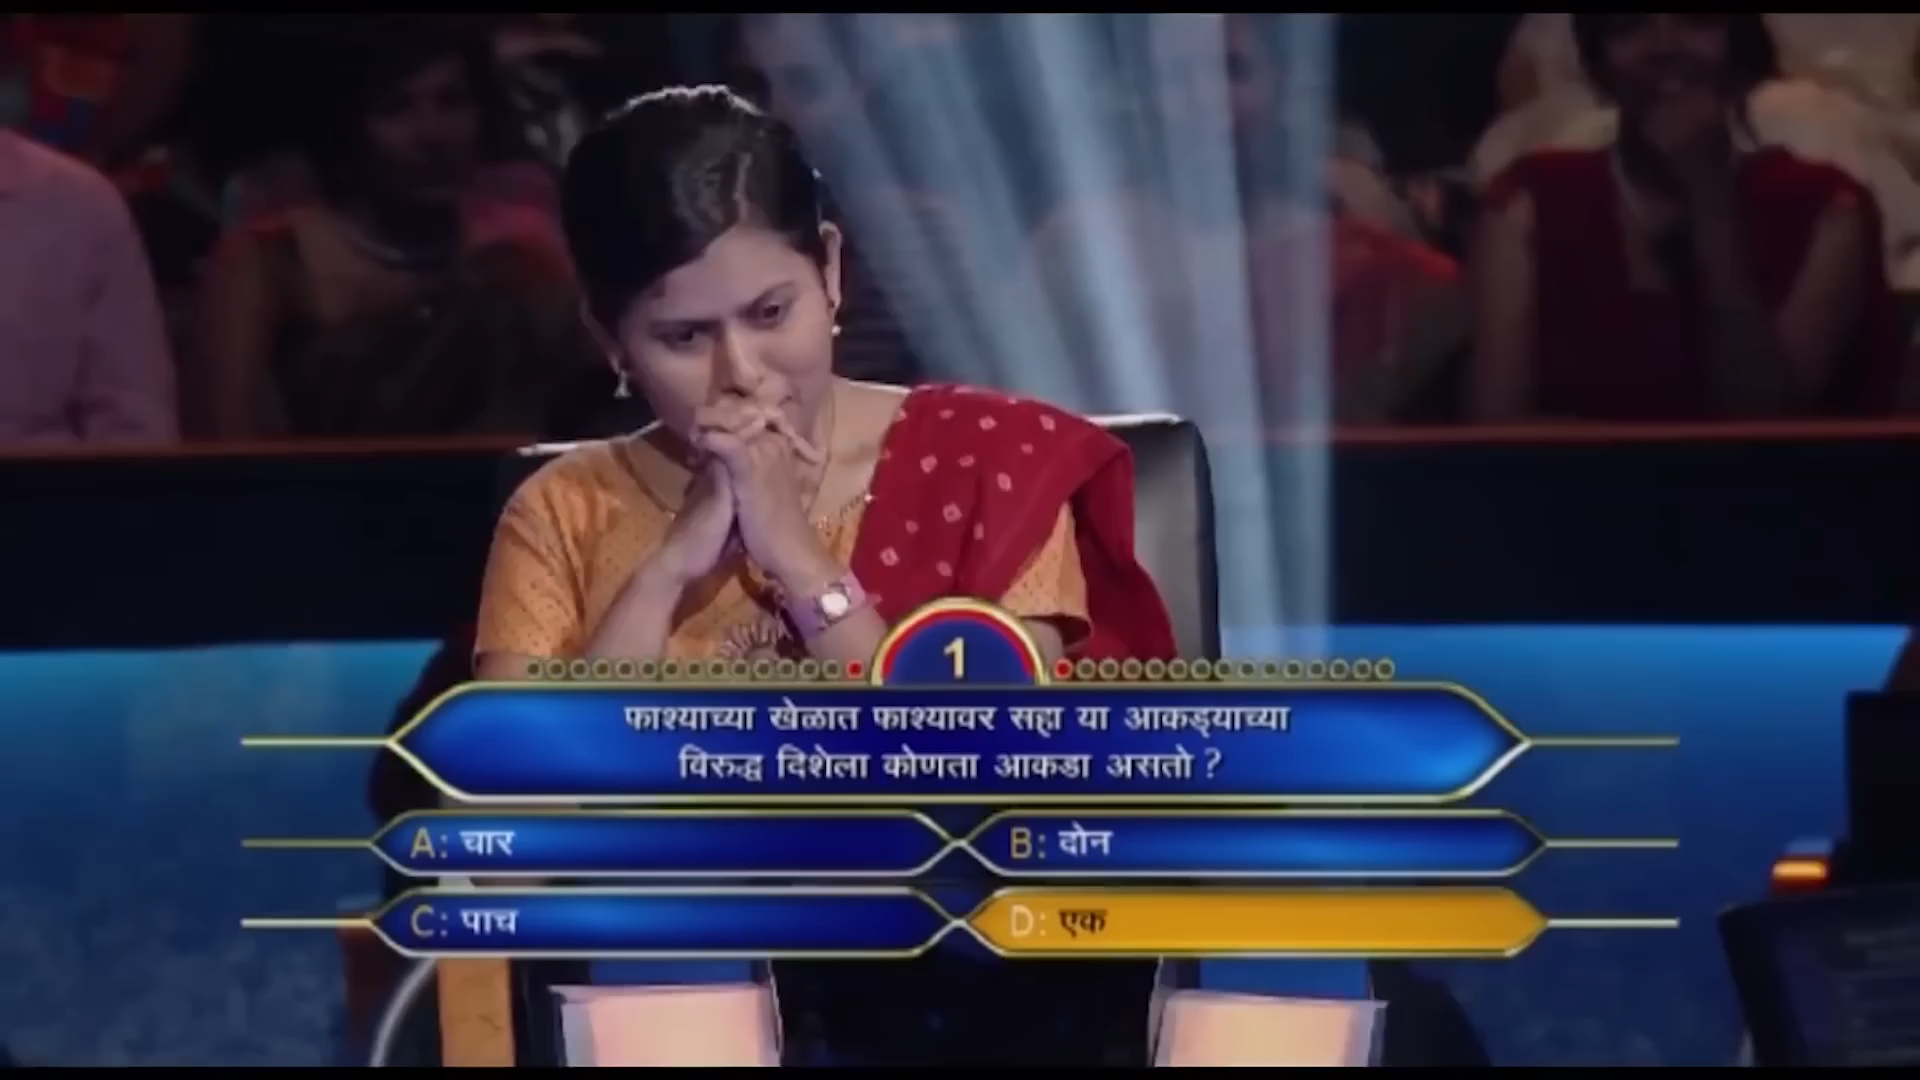 1
फाश्याच्या खेळात फाश्यावर सहा या आकड्याच्या
विरुद्ध दिशेला कोणता आकडा असतो ?
A: चार
B: दोन
C: पाच
D: एक